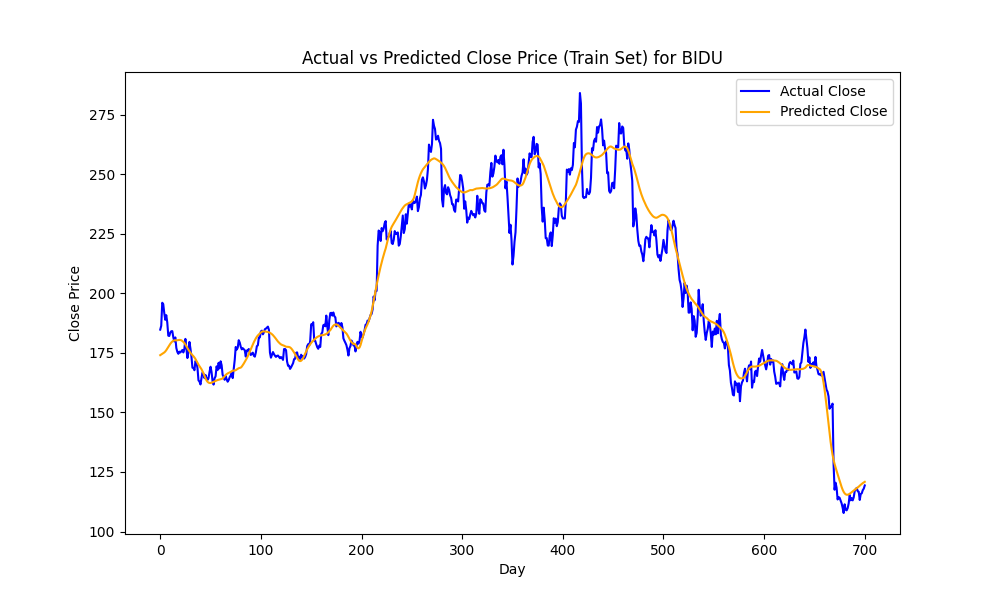 Actual vs Predicted Close Price (Train Set) for BIDU
Actual Close
Predicted Close
Close Price
275
250
225
200
175
150
125
100
0 100 200 300 400 500 600 700
Day